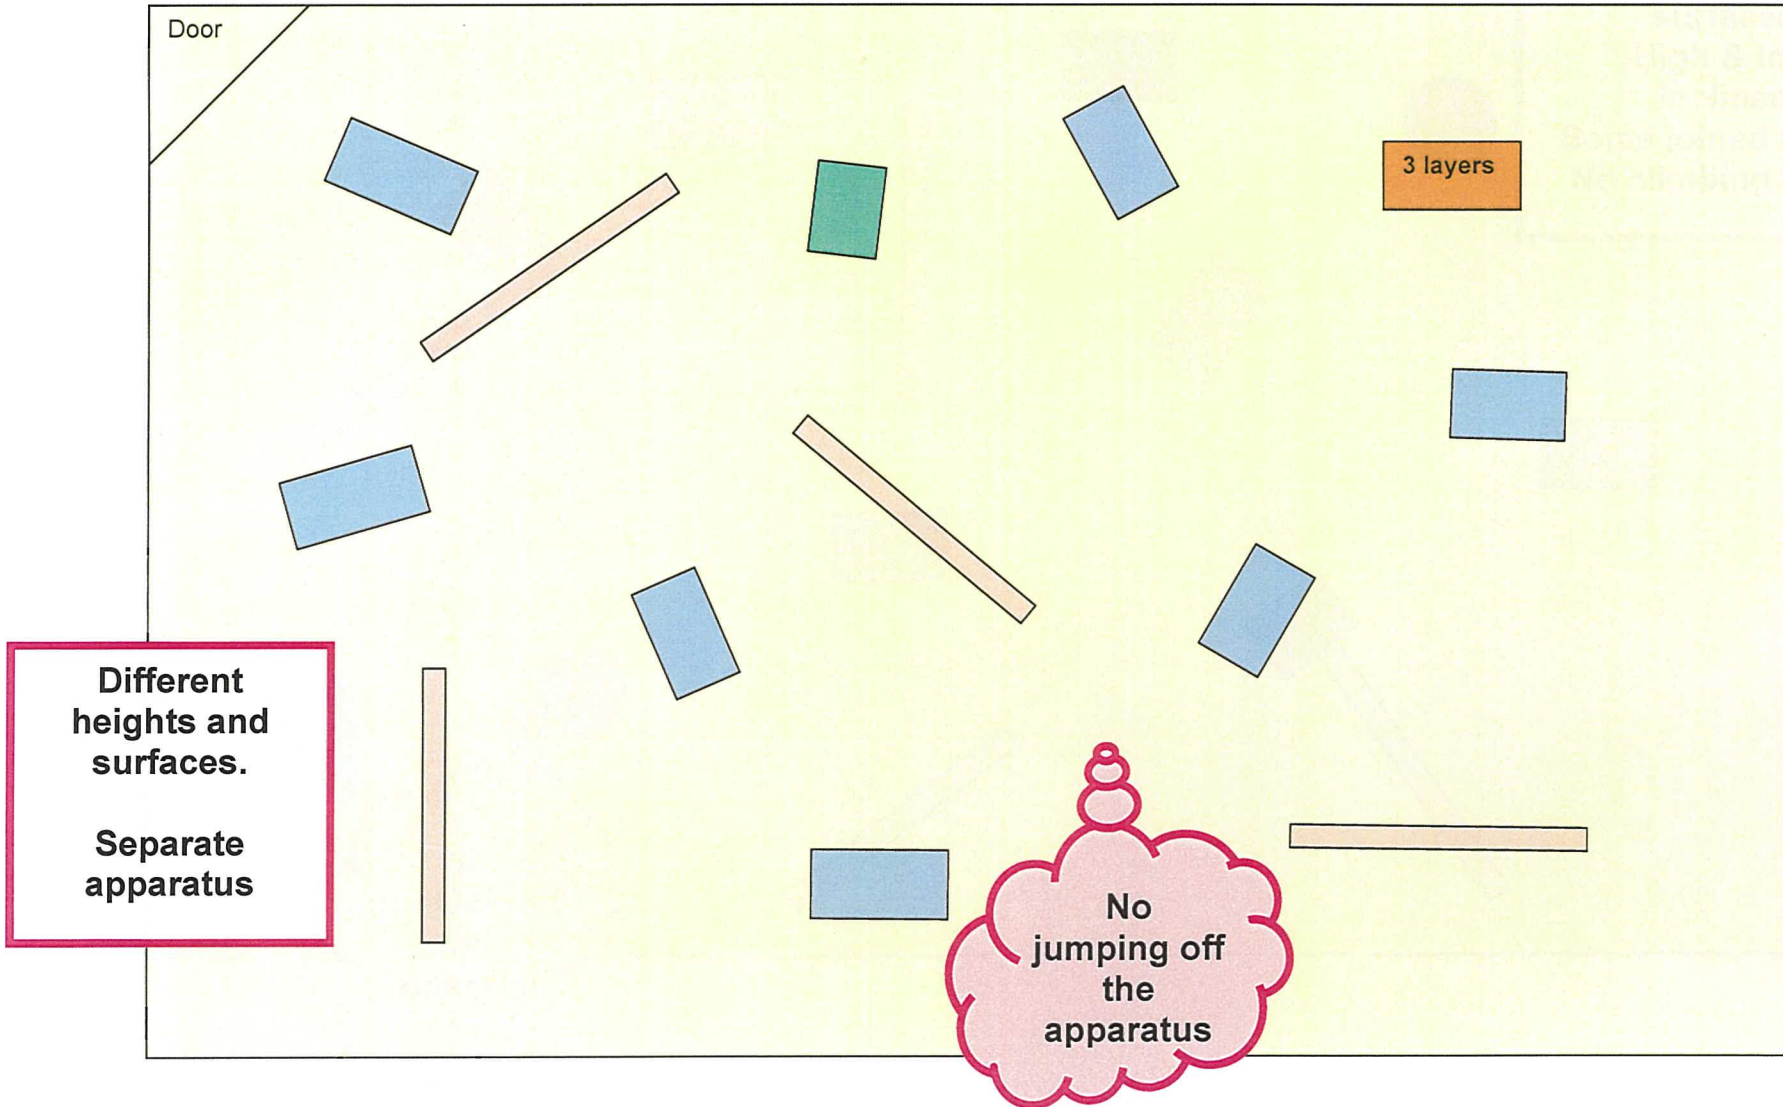 Door
3 layers
Different
heights and
surfaces.
Separate
apparatus
No
jumping off
the
apparatus